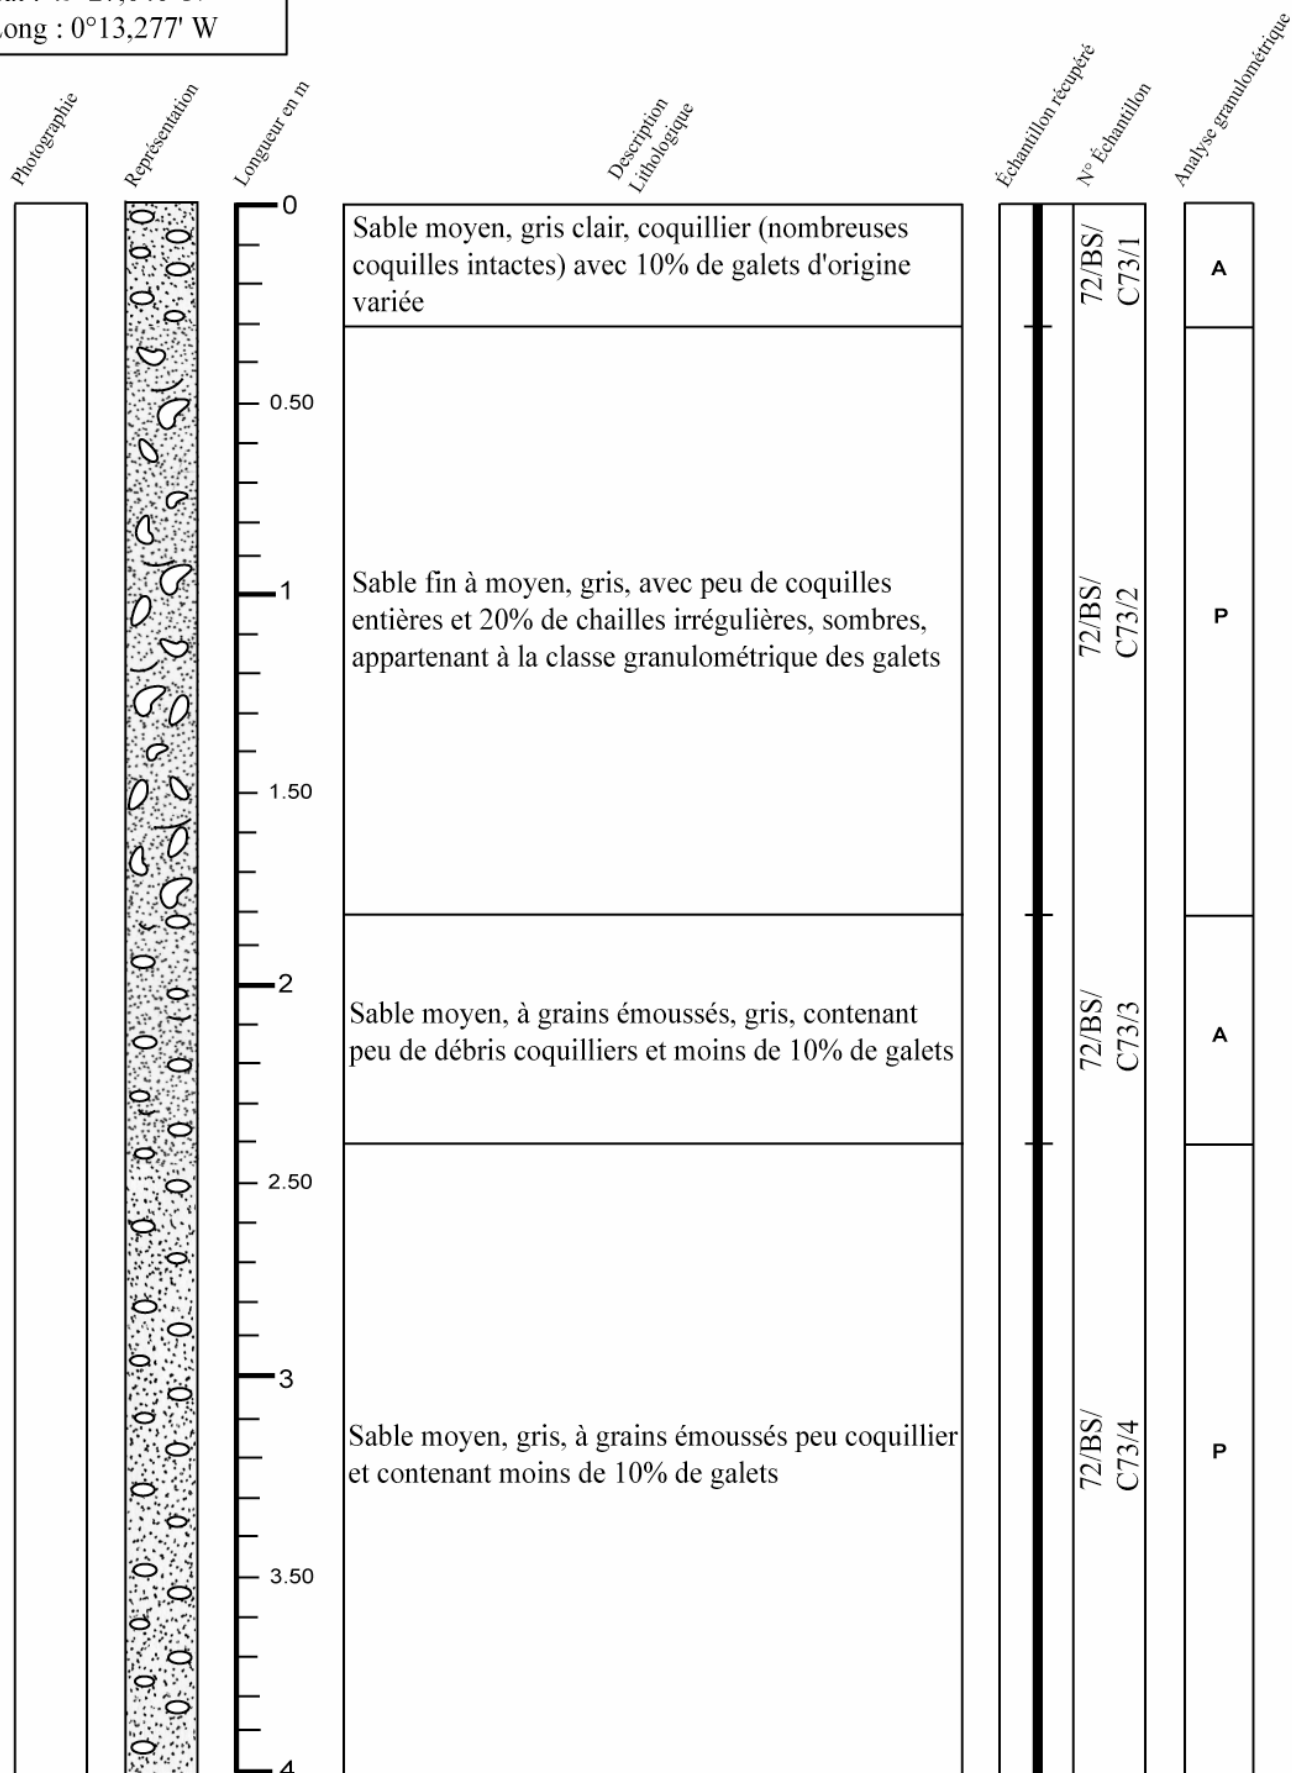 Long : 0°13,277' W
Photographie
Représentation
Longueur en m
Description
Lithologique
Échantillon récupéré
N° Échantillon
Analyse granulométrique
0
Sable moyen, gris clair, coquillier (nombreuses
coquilles intactes) avec 10% de galets d'origine
variée
72/BS/
C73/1
A
0.50
1
Sable fin à moyen, gris, avec peu de coquilles
entières et 20% de chailles irrégulières, sombres,
appartenant à la classe granulométrique des galets
72/BS/
C73/2
P
1.50
2
Sable moyen, à grains émoussés, gris, contenant
peu de débris coquilliers et moins de 10% de galets
72/BS/
C73/3
A
2.50
3
Sable moyen, gris, à grains émoussés peu coquillier
et contenant moins de 10% de galets
72/BS/
C73/4
P
3.50
4